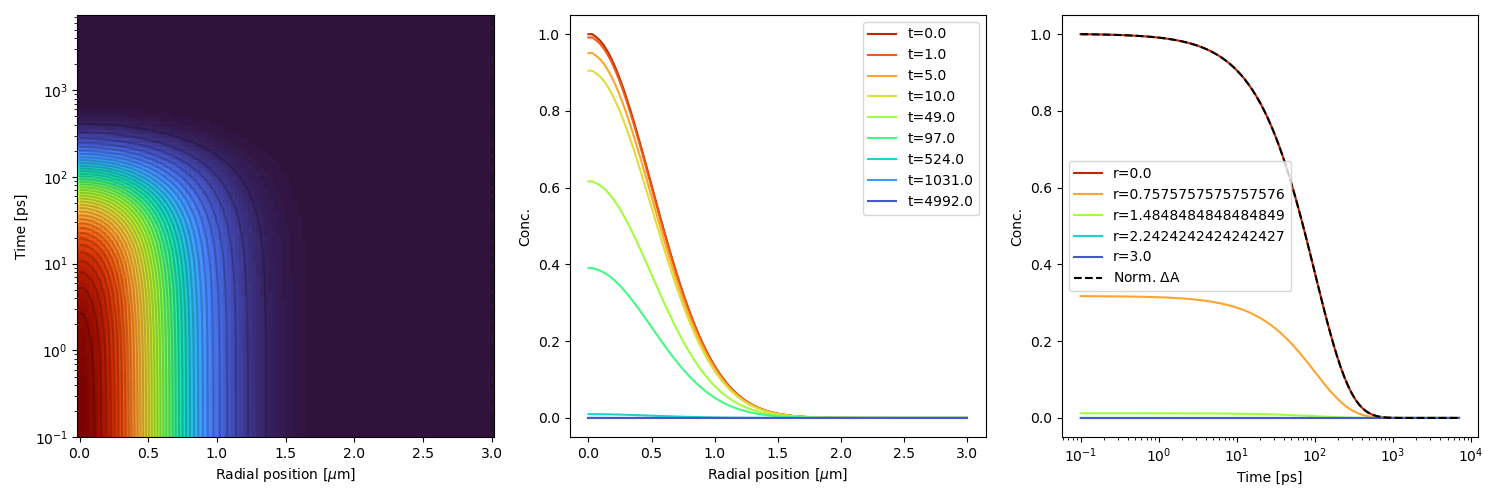 10³
10²
10¹
10⁰
10⁻¹
Time [ps]
0.0 0.5 1.0 1.5 2.0 2.5 3.0
Radial position [μm]
1.0
0.8
0.6
0.4
0.2
0.0
Conc.
t=0.0
t=1.0
t=5.0
t=10.0
t=49.0
t=97.0
t=524.0
t=1031.0
t=4992.0
0.0 0.5 1.0 1.5 2.0 2.5 3.0
Radial position [μm]
1.0
0.8
0.6
0.4
0.2
0.0
Conc.
r=0.0
r=0.7575757575757576
r=1.4848484848484849
r=2.2424242424242427
r=3.0
Norm. ΔA
10⁻¹ 10⁰ 10¹ 10² 10³ 10⁴
Time [ps]